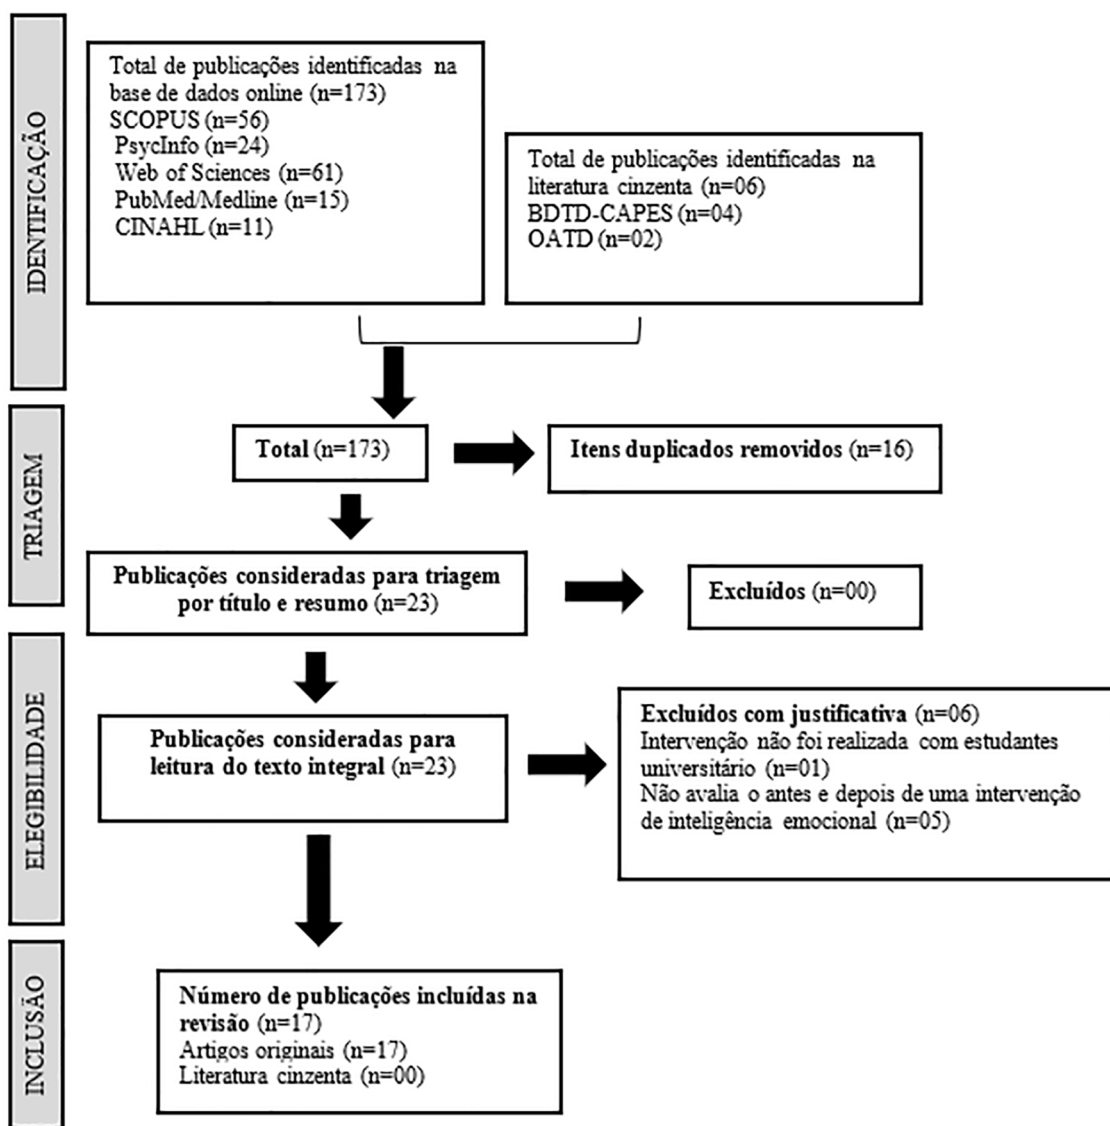 IDENTIFICAÇÃO
Total de publicações identificadas na
base de dados online (n=173)
SCOPUS (n=56)
PsycInfo (n=24)
Web of Sciences (n=61)
PubMed/Medline (n=15)
CINAHL (n=11)
Total de publicações identificadas na
literatura cinzenta (n=06)
BDTD-CAPES (n=04)
OATD (n=02)
TRIAGEM
Total (n=173)
Itens duplicados removidos (n=16)
Publicações consideradas para triagem
por título e resumo (n=23)
Excluídos (n=00)
ELEGIBILIDADE
Publicações consideradas para
leitura do texto integral (n=23)
Excluídos com justificativa (n=06)
Intervenção não foi realizada com estudantes
universitário (n=01)
Não avalia o antes e depois de uma intervenção
de inteligência emocional (n=05)
INCLUSÃO
Número de publicações incluídas na
revisão (n=17)
Artigos originais (n=17)
Literatura cinzenta (n=00)